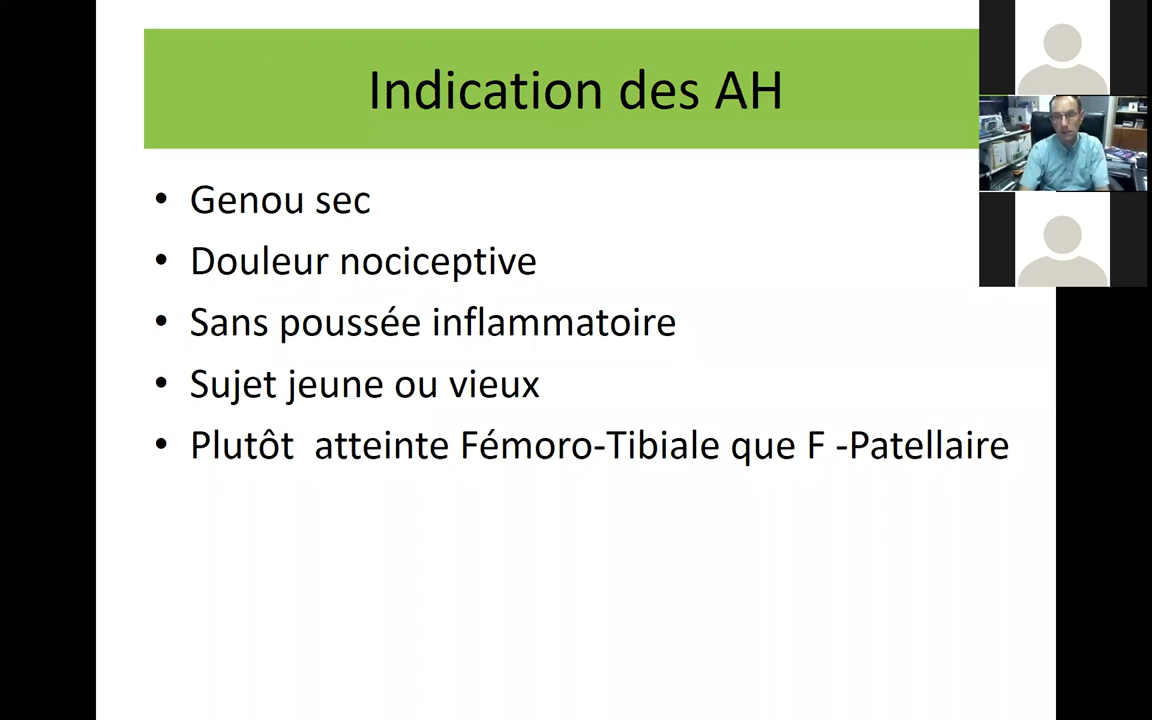 Indication des AH
• Genou sec
• Douleur nociceptive
• Sans poussée inflammatoire
• Sujet jeune ou vieux
• Plutôt  atteinte Fémoro-Tibiale que F -Patellaire